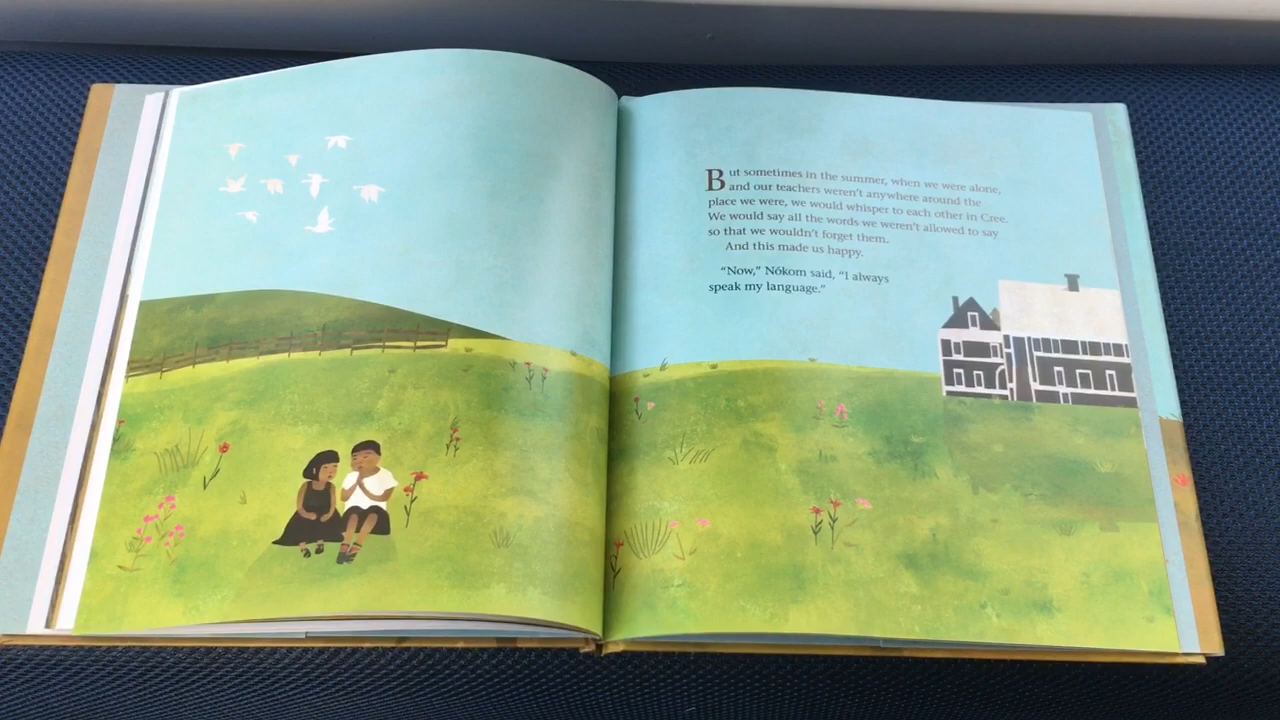 But sometimes in the summer, when we were alone,
and our teachers weren't anywhere around the
place we were, we would whisper to each other in Cree.
We would say all the words we weren't allowed to say
so that we wouldn't forget them.
And this made us happy.
"Now," Nókom said, "I always
speak my language."